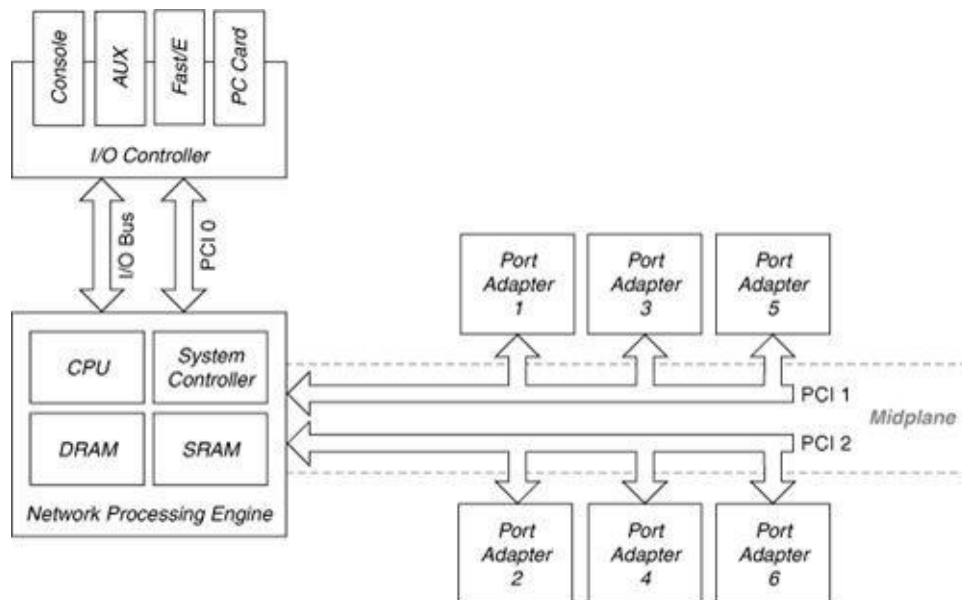 Console
AUX
Fast/E
PC Card
I/O Controller
I/O Bus
PCI 0
CPU
System
Controller
DRAM
SRAM
Network Processing Engine
Port
Adapter
1
Port
Adapter
3
Port
Adapter
5
PCI 1
Midplane
PCI 2
Port
Adapter
2
Port
Adapter
4
Port
Adapter
6